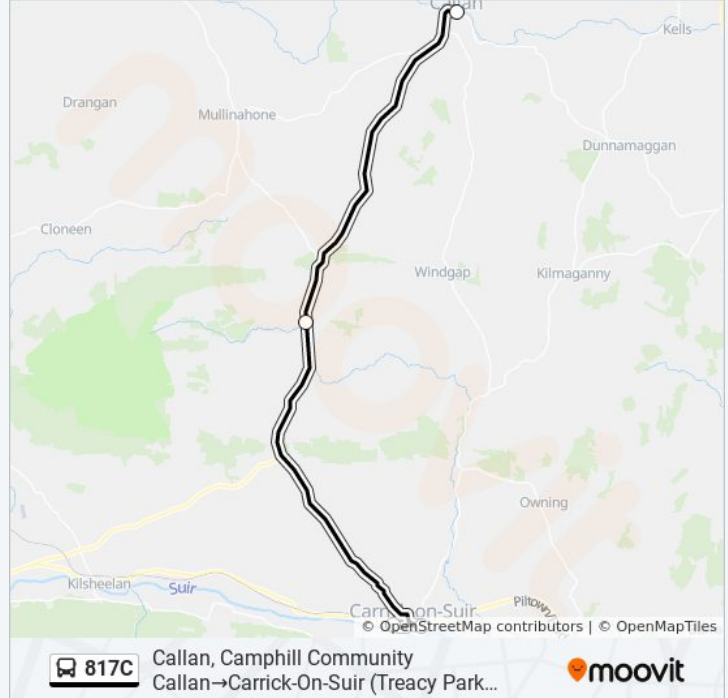 Callan
Kells
Drangan
Mullinahone
Dunnamaggan
Cloneen
Windgap
Kilmaganny
Owning
Kilsheelan
Suir
Carrick-on-Suir
Piltown
© OpenStreetMap contributors | © OpenMapTiles
817C
Callan, Camphill Community
Callan→Carrick-On-Suir (Treacy Park...
moovit